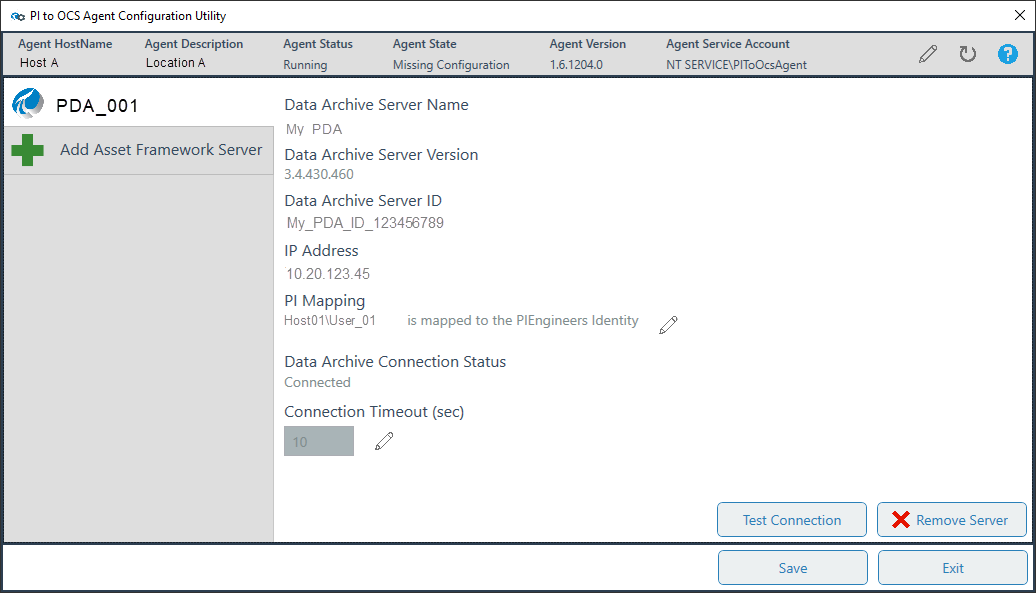 PI to OCS Agent Configuration Utility
Agent HostName Agent Description Agent Status Agent State Agent Version Agent Service Account
Host A Location A Running Missing Configuration 1.6.1204.0 NT SERVICE\PIToOcsAgent
?
PDA_001
Add Asset Framework Server
Data Archive Server Name
My_PDA
Data Archive Server Version
3.4.430.460
Data Archive Server ID
My_PDA_ID_123456789
IP Address
10.20.123.45
PI Mapping
Host01\User_01 is mapped to the PIEngineers Identity
Data Archive Connection Status
Connected
Connection Timeout (sec)
10
Test Connection Remove Server
Save Exit